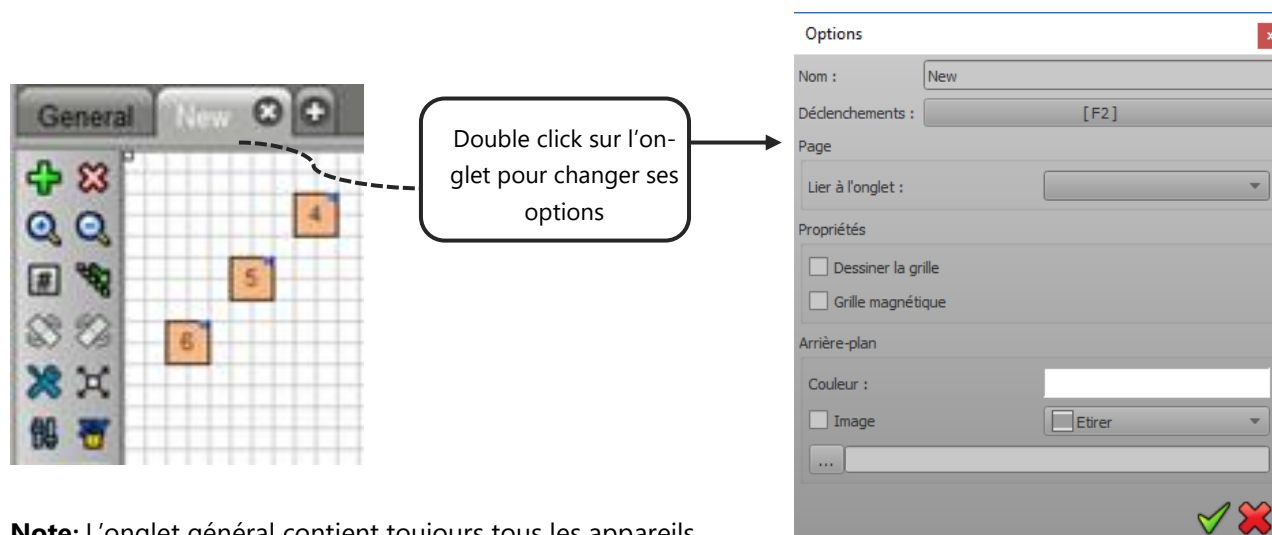 General New
4
5
6
#
Double click sur l'on-
glet pour changer ses
options
Options
Nom : New
Déclenchements : [F2]
Page
Lier à l'onglet :
Propriétés
Dessiner la grille
Grille magnétique
Arrière-plan
Couleur :
Image Etirer
...
Note: L'onglet général contient toujours tous les appareils